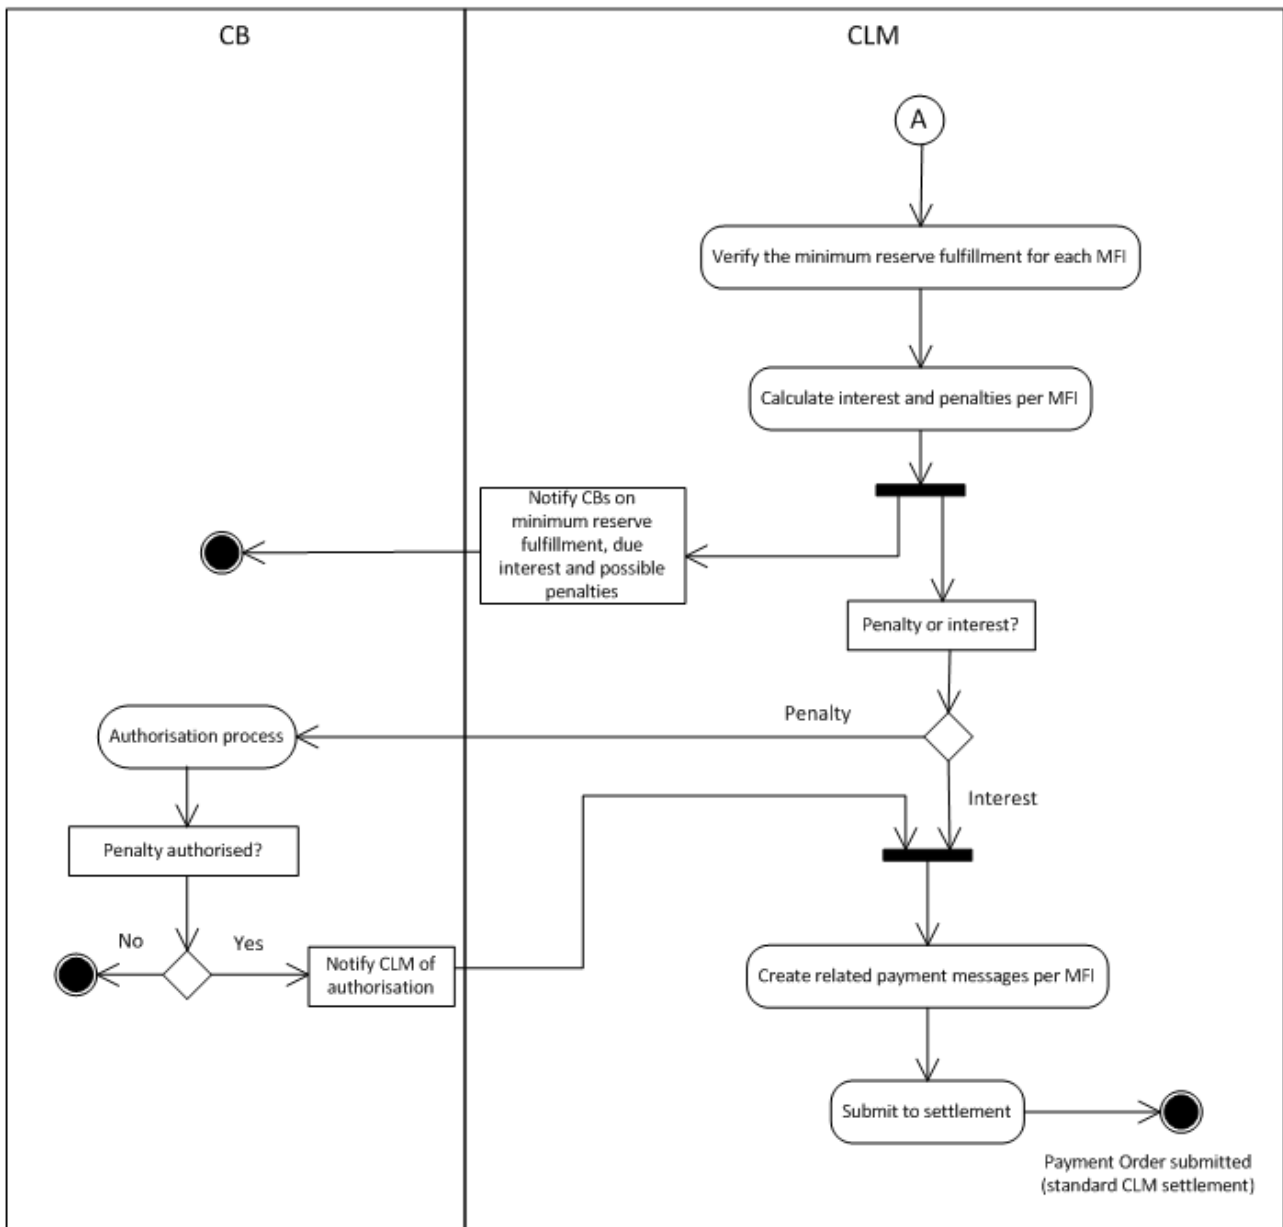 CB
CLM
A
Verify the minimum reserve fulfillment for each MFI
Calculate interest and penalties per MFI
Notify CBs on
minimum reserve
fulfillment, due
interest and possible
penalties
Penalty or interest?
Penalty
Authorisation process
Interest
Penalty authorised?
No
Yes
Notify CLM of
authorisation
Create related payment messages per MFI
Submit to settlement
Payment Order submitted
(standard CLM settlement)